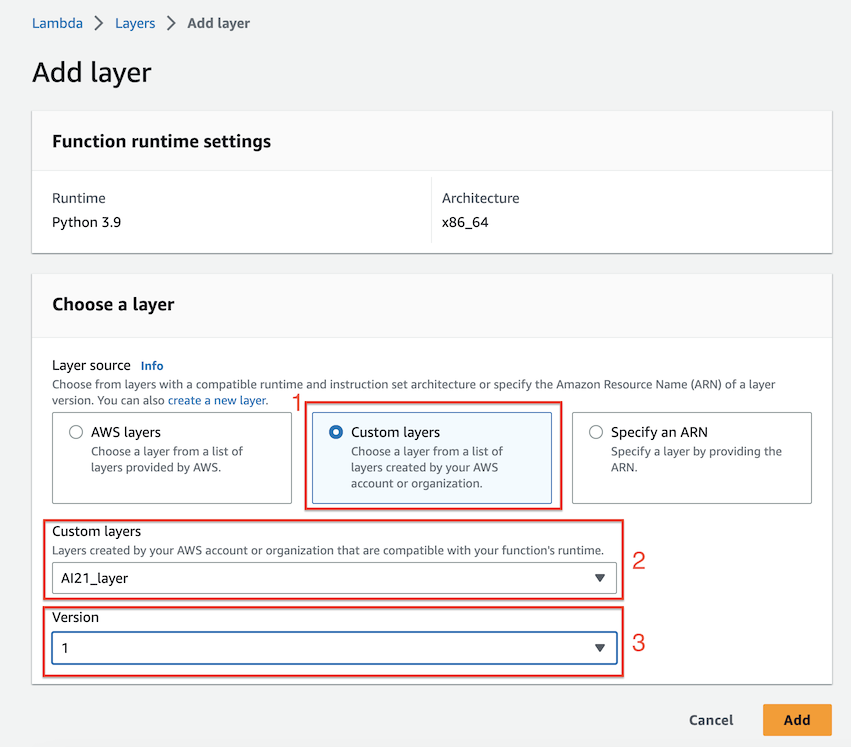 Lambda > Layers > Add layer
Add layer
Function runtime settings
Runtime
Python 3.9
Architecture
x86_64
Choose a layer
Layer source Info
Choose from layers with a compatible runtime and instruction set architecture or specify the Amazon Resource Name (ARN) of a layer
version. You can also create a new layer.
1
AWS layers
Choose a layer from a list of
layers provided by AWS.
Custom layers
Choose a layer from a list of
layers created by your AWS
account or organization.
Specify an ARN
Specify a layer by providing the
ARN.
Custom layers
Layers created by your AWS account or organization that are compatible with your function's runtime.
AI21_layer
2
Version
1
3
Cancel
Add